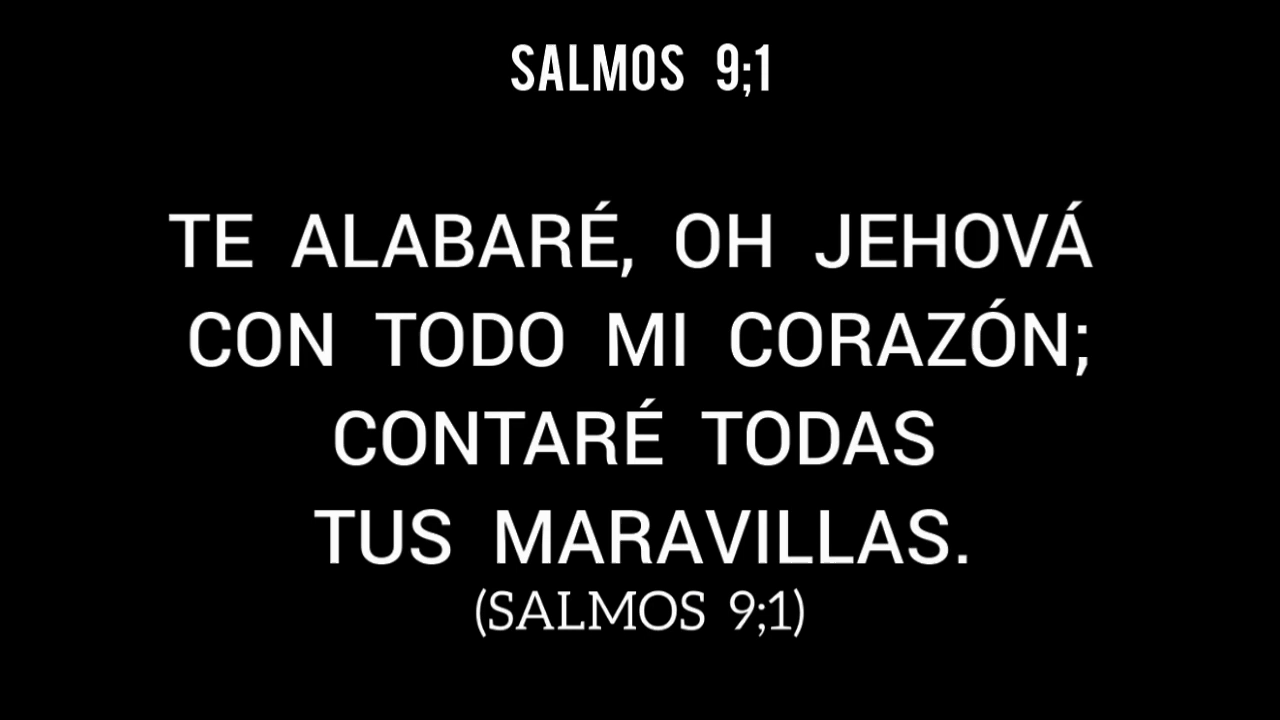 SALMOS 9;1
TE ALABARÉ, OH JEHOVÁ
CON TODO MI CORAZÓN;
CONTARÉ TODAS
TUS MARAVILLAS.
(SALMOS 9;1)